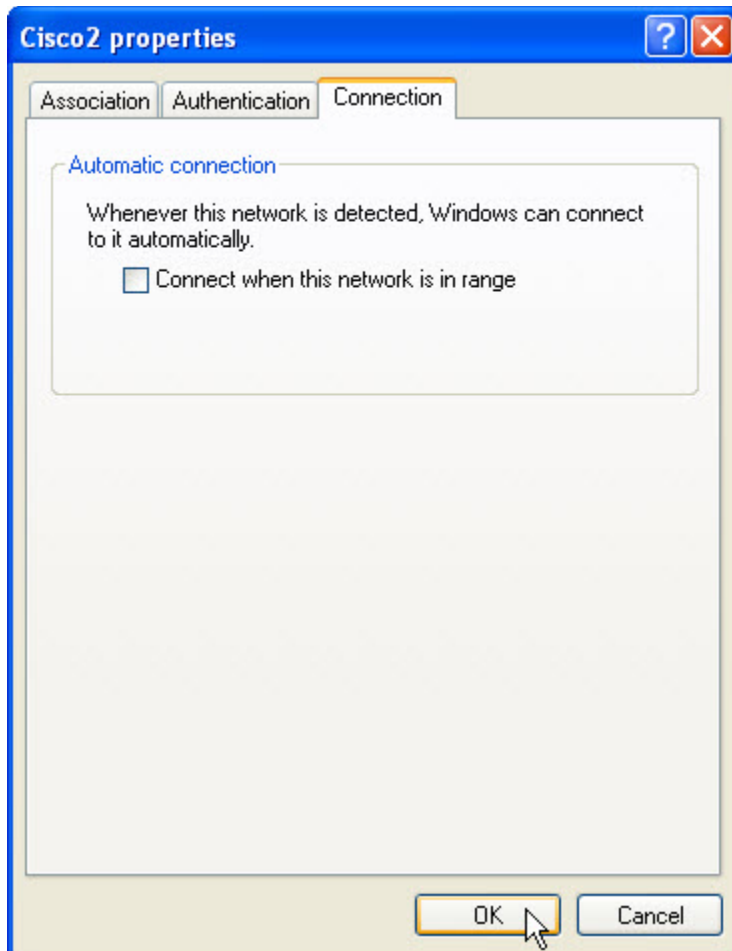 Cisco2 properties
Association Authentication Connection
Automatic connection
Whenever this network is detected, Windows can connect
to it automatically.
Connect when this network is in range
OK Cancel